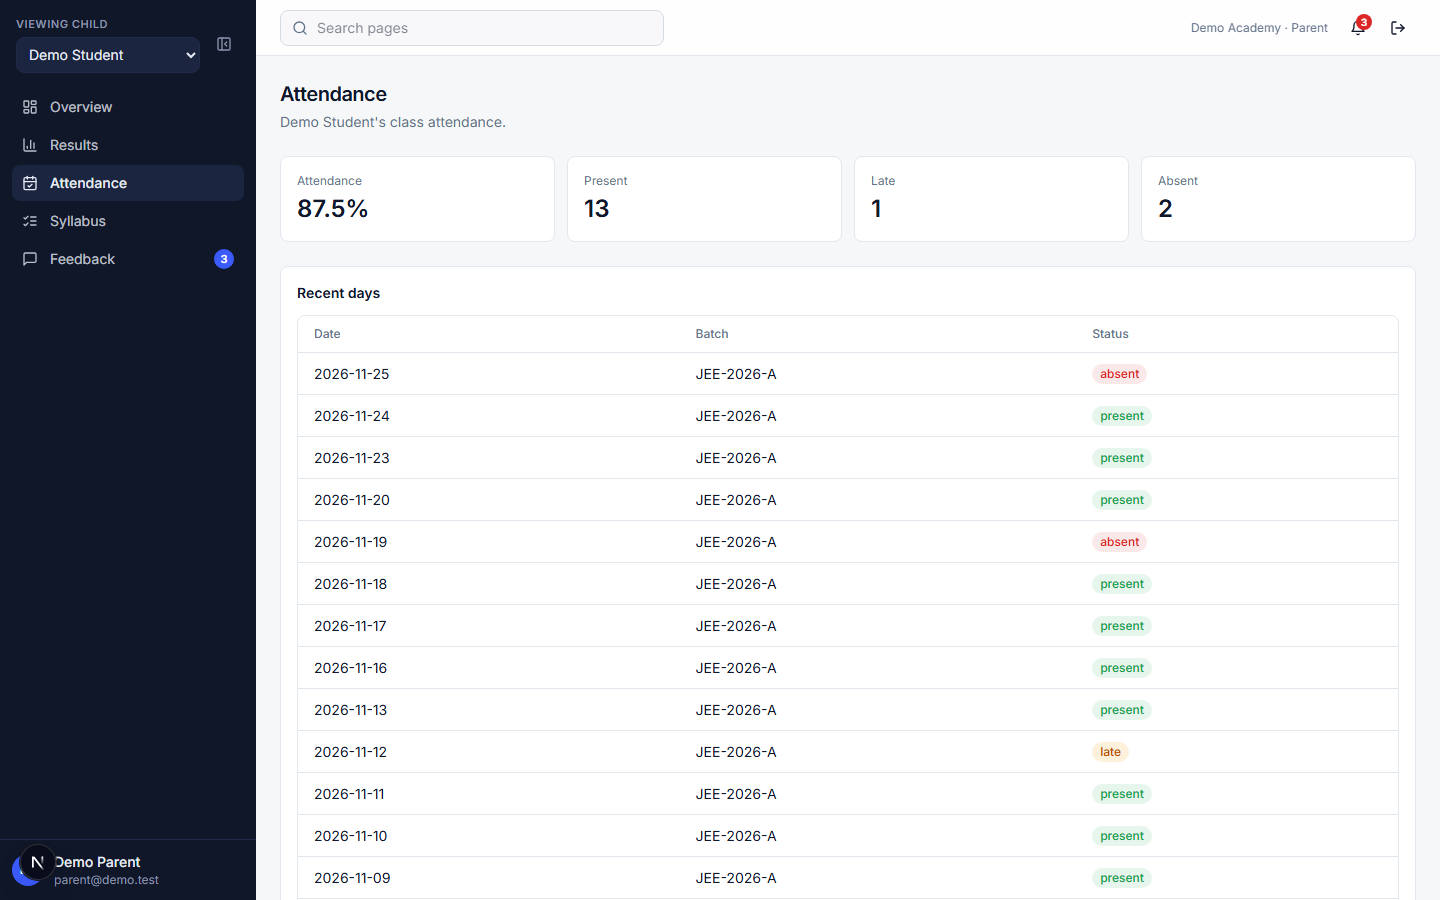 VIEWING CHILD
Demo Student
Overview
Results
Attendance
Syllabus
Feedback 3
N Demo Parent
parent@demo.test
Search pages
Demo Academy · Parent 3
Attendance
Demo Student's class attendance.
Attendance Present Late Absent
87.5% 13 1 2
Recent days
Date Batch Status
2026-11-25 JEE-2026-A absent
2026-11-24 JEE-2026-A present
2026-11-23 JEE-2026-A present
2026-11-20 JEE-2026-A present
2026-11-19 JEE-2026-A absent
2026-11-18 JEE-2026-A present
2026-11-17 JEE-2026-A present
2026-11-16 JEE-2026-A present
2026-11-13 JEE-2026-A present
2026-11-12 JEE-2026-A late
2026-11-11 JEE-2026-A present
2026-11-10 JEE-2026-A present
2026-11-09 JEE-2026-A present